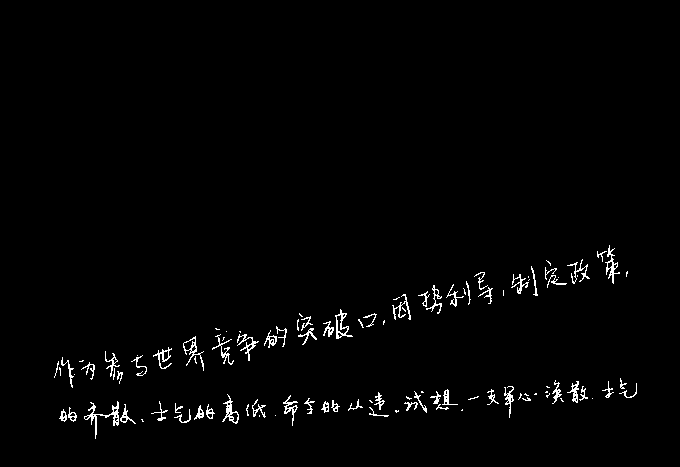 作为参与世界竞争的突破口,因势利导,制定政策,
的齐散、士气的高低、命令的从违。试想,一支军心涣散、士气